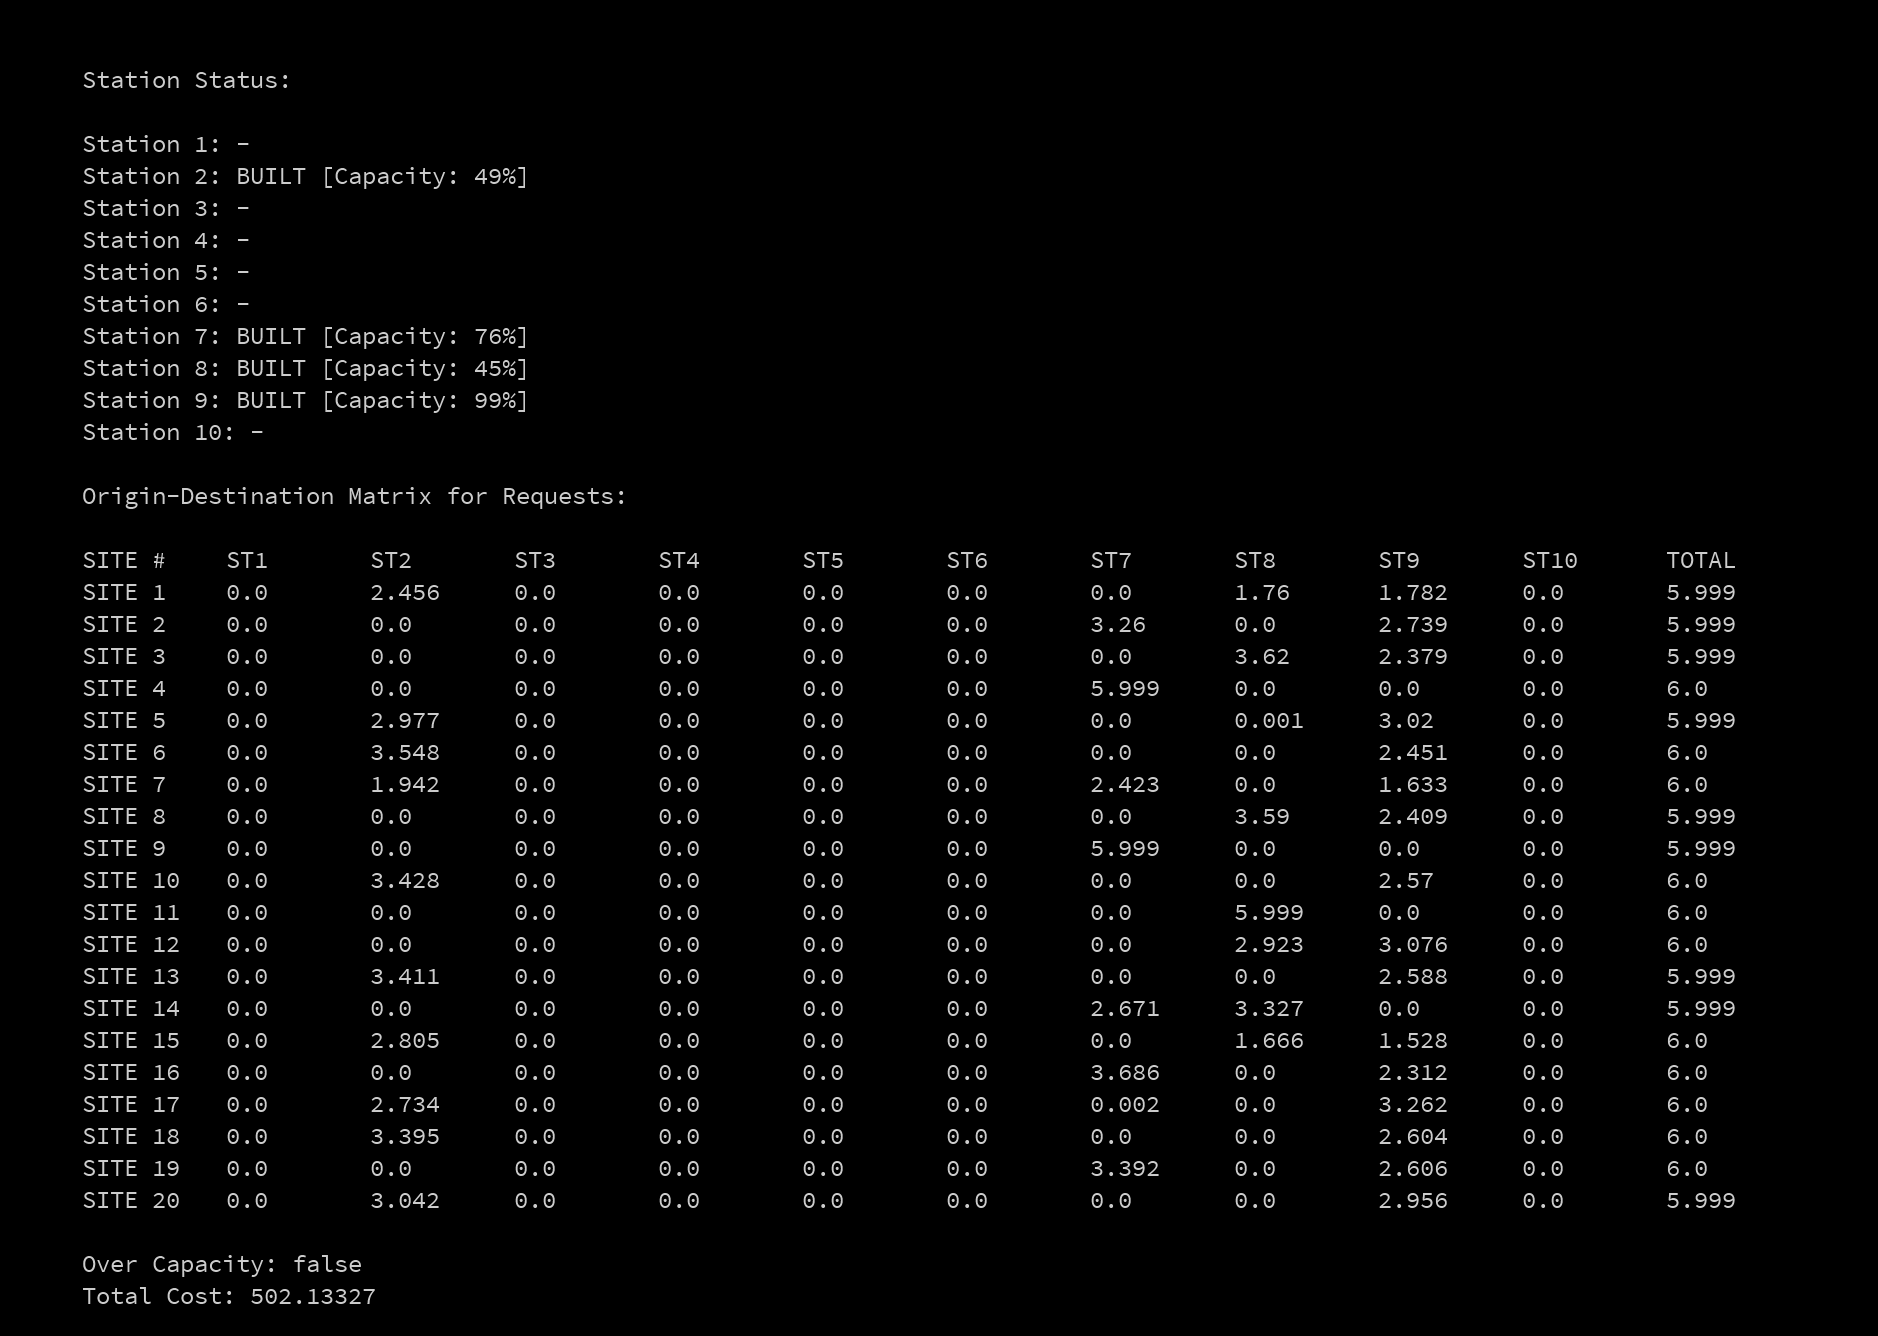 Station Status:
Station 1: -
Station 2: BUILT [Capacity: 49%]
Station 3: -
Station 4: -
Station 5: -
Station 6: -
Station 7: BUILT [Capacity: 76%]
Station 8: BUILT [Capacity: 45%]
Station 9: BUILT [Capacity: 99%]
Station 10: -
Origin-Destination Matrix for Requests:
SITE # ST1 ST2 ST3 ST4 ST5 ST6 ST7 ST8 ST9 ST10 TOTAL
SITE 1 0.0 2.456 0.0 0.0 0.0 0.0 0.0 1.76 1.782 0.0 5.999
SITE 2 0.0 0.0 0.0 0.0 0.0 0.0 3.26 0.0 2.739 0.0 5.999
SITE 3 0.0 0.0 0.0 0.0 0.0 0.0 0.0 3.62 2.379 0.0 5.999
SITE 4 0.0 0.0 0.0 0.0 0.0 0.0 5.999 0.0 0.0 0.0 6.0
SITE 5 0.0 2.977 0.0 0.0 0.0 0.0 0.0 0.001 3.02 0.0 5.999
SITE 6 0.0 3.548 0.0 0.0 0.0 0.0 0.0 0.0 2.451 0.0 6.0
SITE 7 0.0 1.942 0.0 0.0 0.0 0.0 2.423 0.0 1.633 0.0 6.0
SITE 8 0.0 0.0 0.0 0.0 0.0 0.0 0.0 3.59 2.409 0.0 5.999
SITE 9 0.0 0.0 0.0 0.0 0.0 0.0 5.999 0.0 0.0 0.0 5.999
SITE 10 0.0 3.428 0.0 0.0 0.0 0.0 0.0 0.0 2.57 0.0 6.0
SITE 11 0.0 0.0 0.0 0.0 0.0 0.0 0.0 5.999 0.0 0.0 6.0
SITE 12 0.0 0.0 0.0 0.0 0.0 0.0 0.0 2.923 3.076 0.0 6.0
SITE 13 0.0 3.411 0.0 0.0 0.0 0.0 0.0 0.0 2.588 0.0 5.999
SITE 14 0.0 0.0 0.0 0.0 0.0 0.0 2.671 3.327 0.0 0.0 5.999
SITE 15 0.0 2.805 0.0 0.0 0.0 0.0 0.0 1.666 1.528 0.0 6.0
SITE 16 0.0 0.0 0.0 0.0 0.0 0.0 3.686 0.0 2.312 0.0 6.0
SITE 17 0.0 2.734 0.0 0.0 0.0 0.0 0.002 0.0 3.262 0.0 6.0
SITE 18 0.0 3.395 0.0 0.0 0.0 0.0 0.0 0.0 2.604 0.0 6.0
SITE 19 0.0 0.0 0.0 0.0 0.0 0.0 3.392 0.0 2.606 0.0 6.0
SITE 20 0.0 3.042 0.0 0.0 0.0 0.0 0.0 0.0 2.956 0.0 5.999
Over Capacity: false
Total Cost: 502.13327